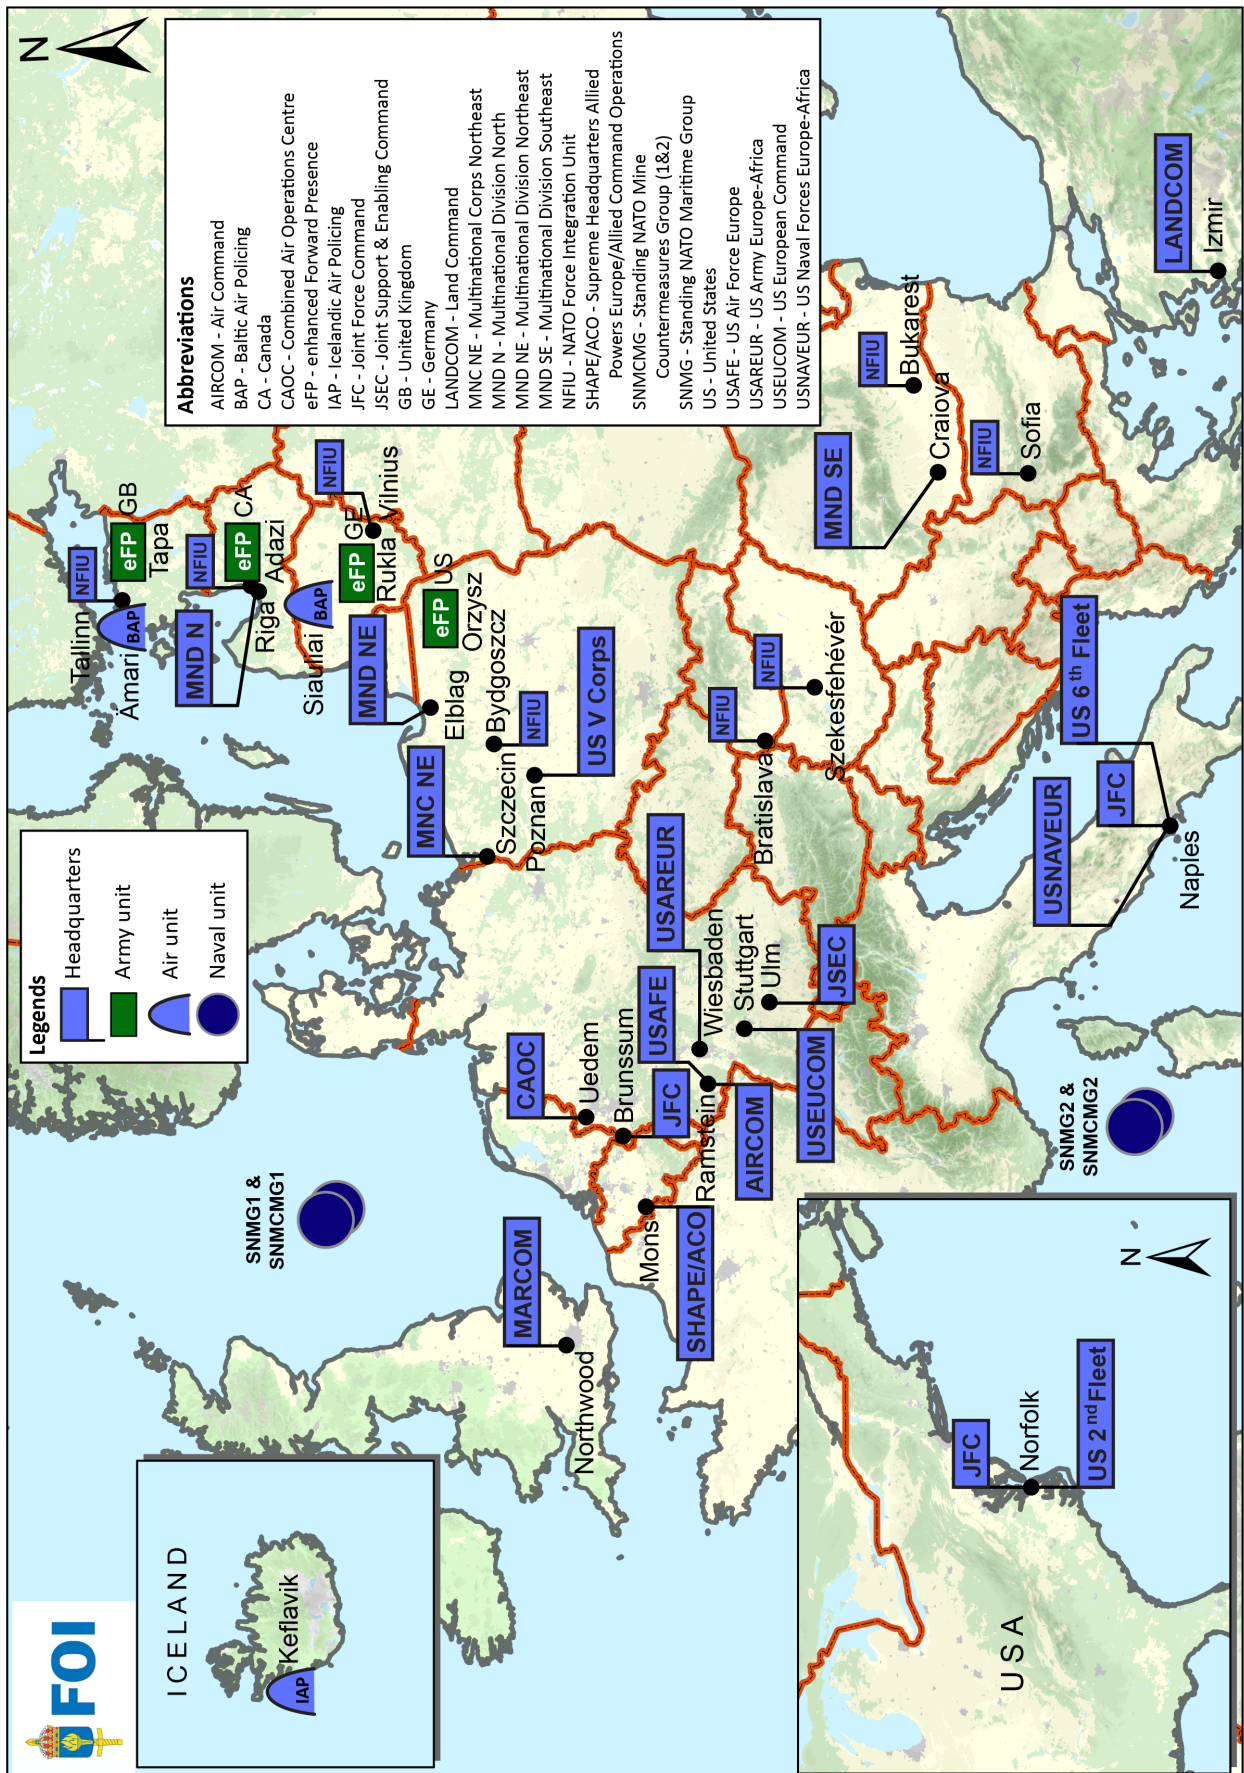 FOI
ICELAND
Keflavik
IAP
Legends
Headquarters
Army unit
Air unit
Naval unit
N
Abbreviations
AIRCOM - Air Command
BAP - Baltic Air Policing
CA - Canada
CAOC - Combined Air Operations Centre
eFP - enhanced Forward Presence
IAP - Icelandic Air Policing
JFC - Joint Force Command
JSEC - Joint Support & Enabling Command
GB - United Kingdom
GE - Germany
LANDCOM - Land Command
MNC NE - Multinational Corps Northeast
MND N - Multinational Division North
MND NE - Multinational Division Northeast
MND SE - Multinational Division Southeast
NFIU - NATO Force Integration Unit
SHAPE/ACO - Supreme Headquarters Allied
Powers Europe/Allied Command Operations
SNMCMG - Standing NATO Mine
Countermeasures Group (1&2)
SNMG - Standing NATO Maritime Group
US - United States
USAFE - US Air Force Europe
USAREUR - US Army Europe-Africa
USEUCOM - US European Command
USNAVEUR - US Naval Forces Europe-Africa
SNMG1 &
SNMCMG1
Tallinn
NFIU
Ämari
BAP
eFP
GB
Tapa
MND N
NFIU
eFP
CA
Riga
Adazi
Siauliai
BAP
NFIU
eFP
GE
Rukla
Vilnius
MND NE
eFP
US
Orzysz
Elblag
MNC NE
Szczecin
Bydgoszcz
NFIU
Poznan
US V Corps
MARCOM
Northwood
CAOC
Uedem
Brunssum
JFC
Mons
SHAPE/ACO
USAFE
USAREUR
Ramstein
Wiesbaden
AIRCOM
Stuttgart
USEUCOM
Ulm
JSEC
Bratislava
NFIU
NFIU
Szekesfehévér
MND SE
Craiova
NFIU
Bukarest
NFIU
Sofia
LANDCOM
Izmir
USNAVEUR
JFC
US 6th Fleet
Naples
SNMG2 &
SNMCMG2
N
JFC
Norfolk
US 2nd Fleet
USA